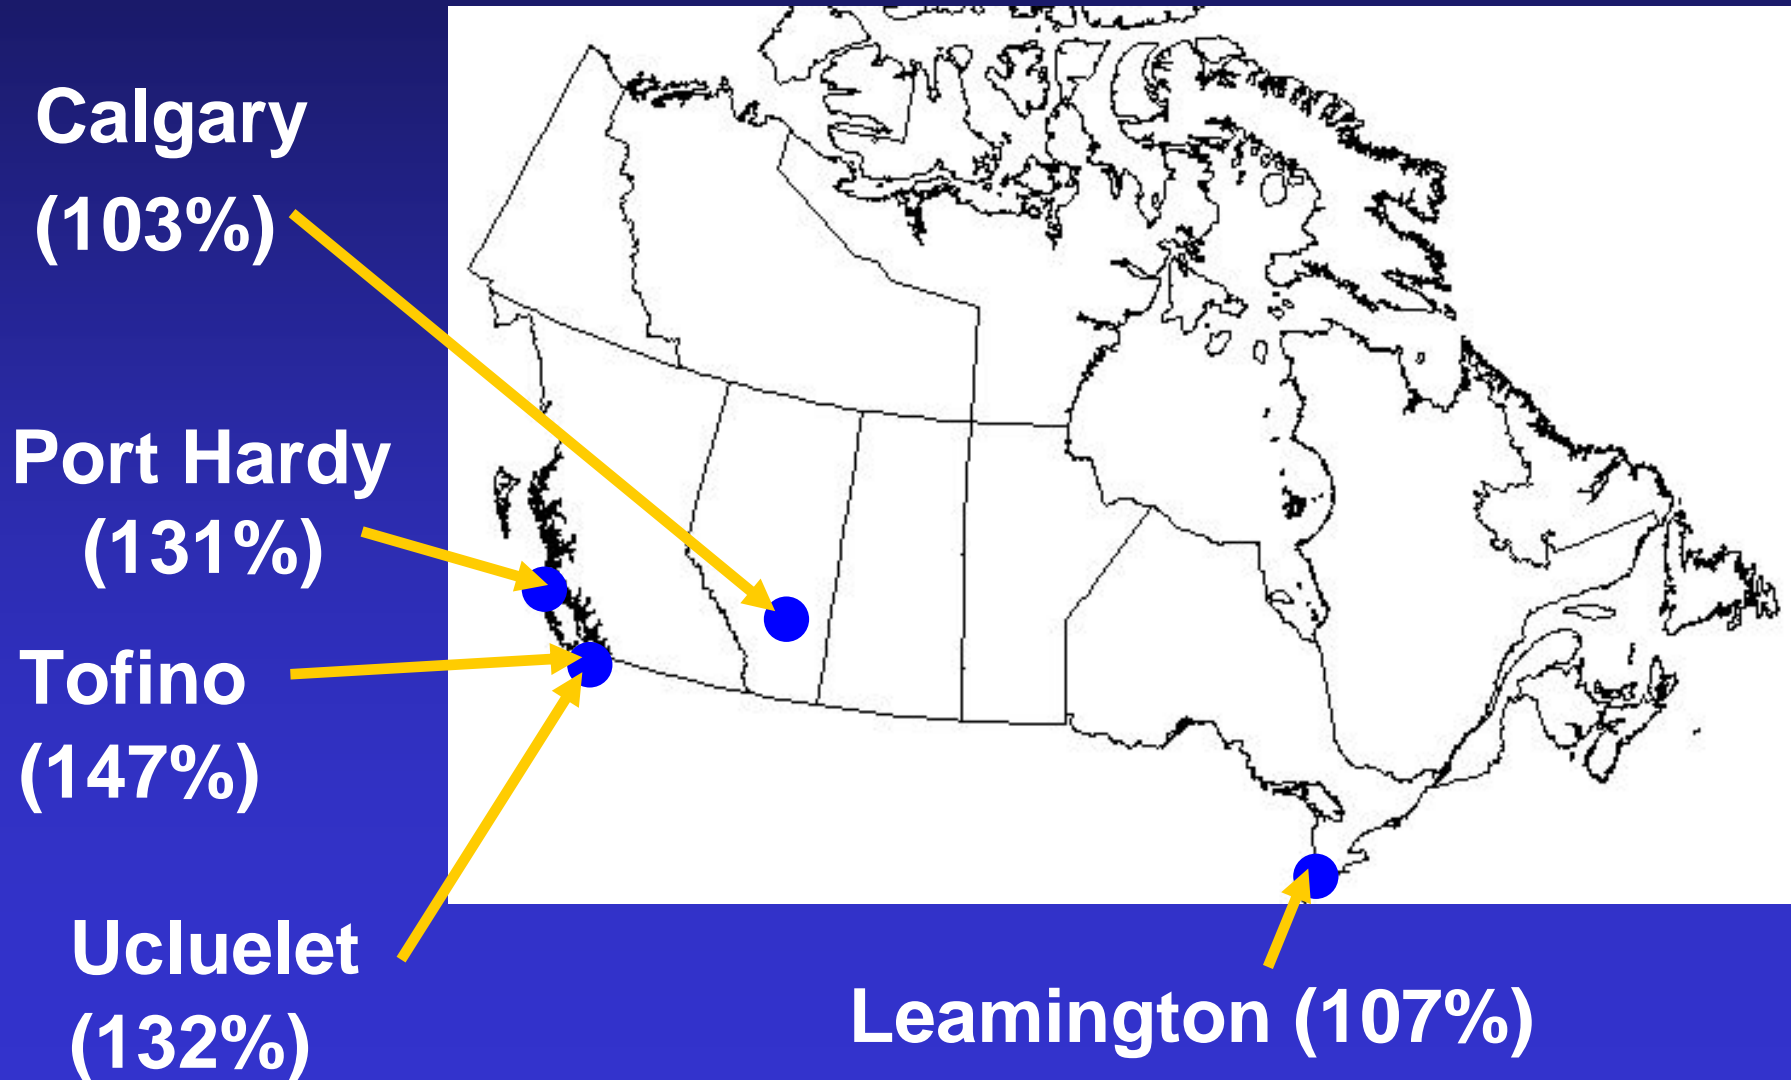 Calgary
(103%)
Port Hardy
(131%)
Tofino
(147%)
Ucluelet
(132%)
Leamington (107%)